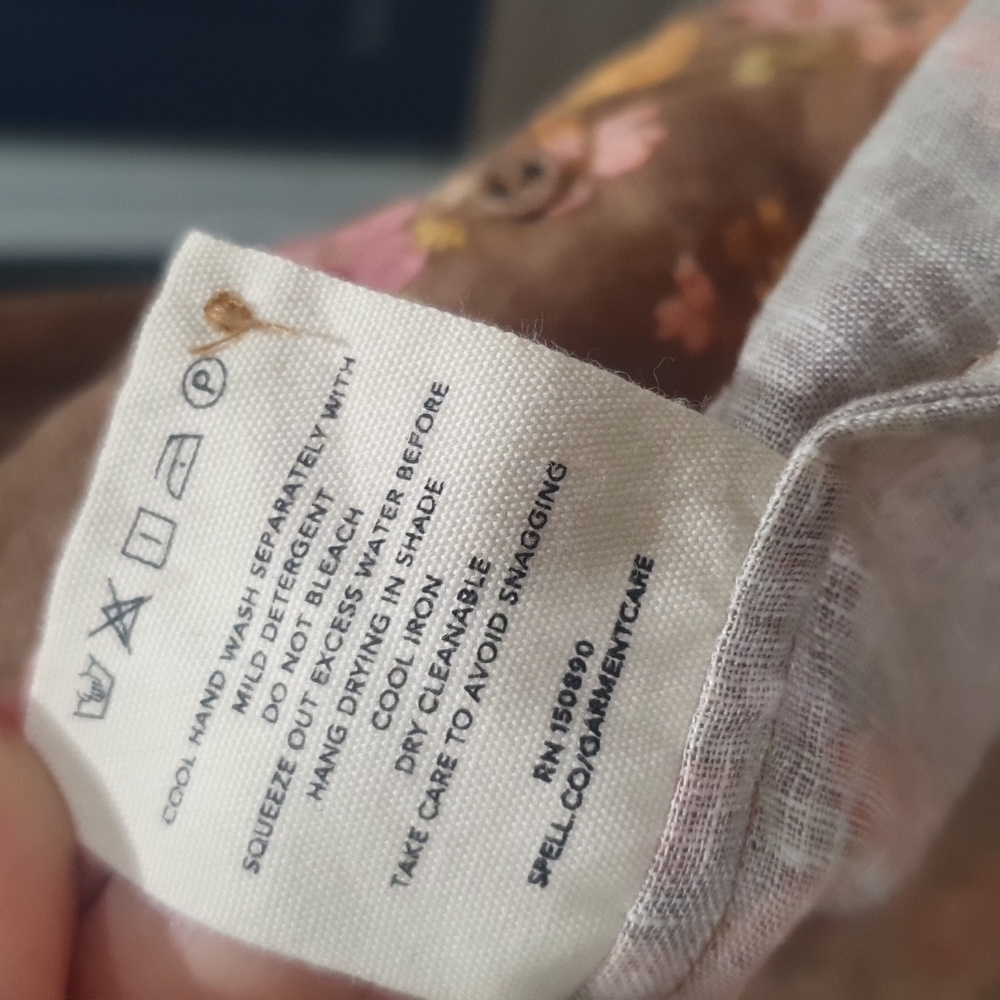 P
COOL HAND WASH SEPARATELY WITH
MILD DETERGENT
DO NOT BLEACH
SQUEEZE OUT EXCESS WATER BEFORE
HANG DRYING IN SHADE
COOL IRON
DRY CLEANABLE
TAKE CARE TO AVOID SNAGGING
RN 150890
SPELL.CO/GARMENTCARE